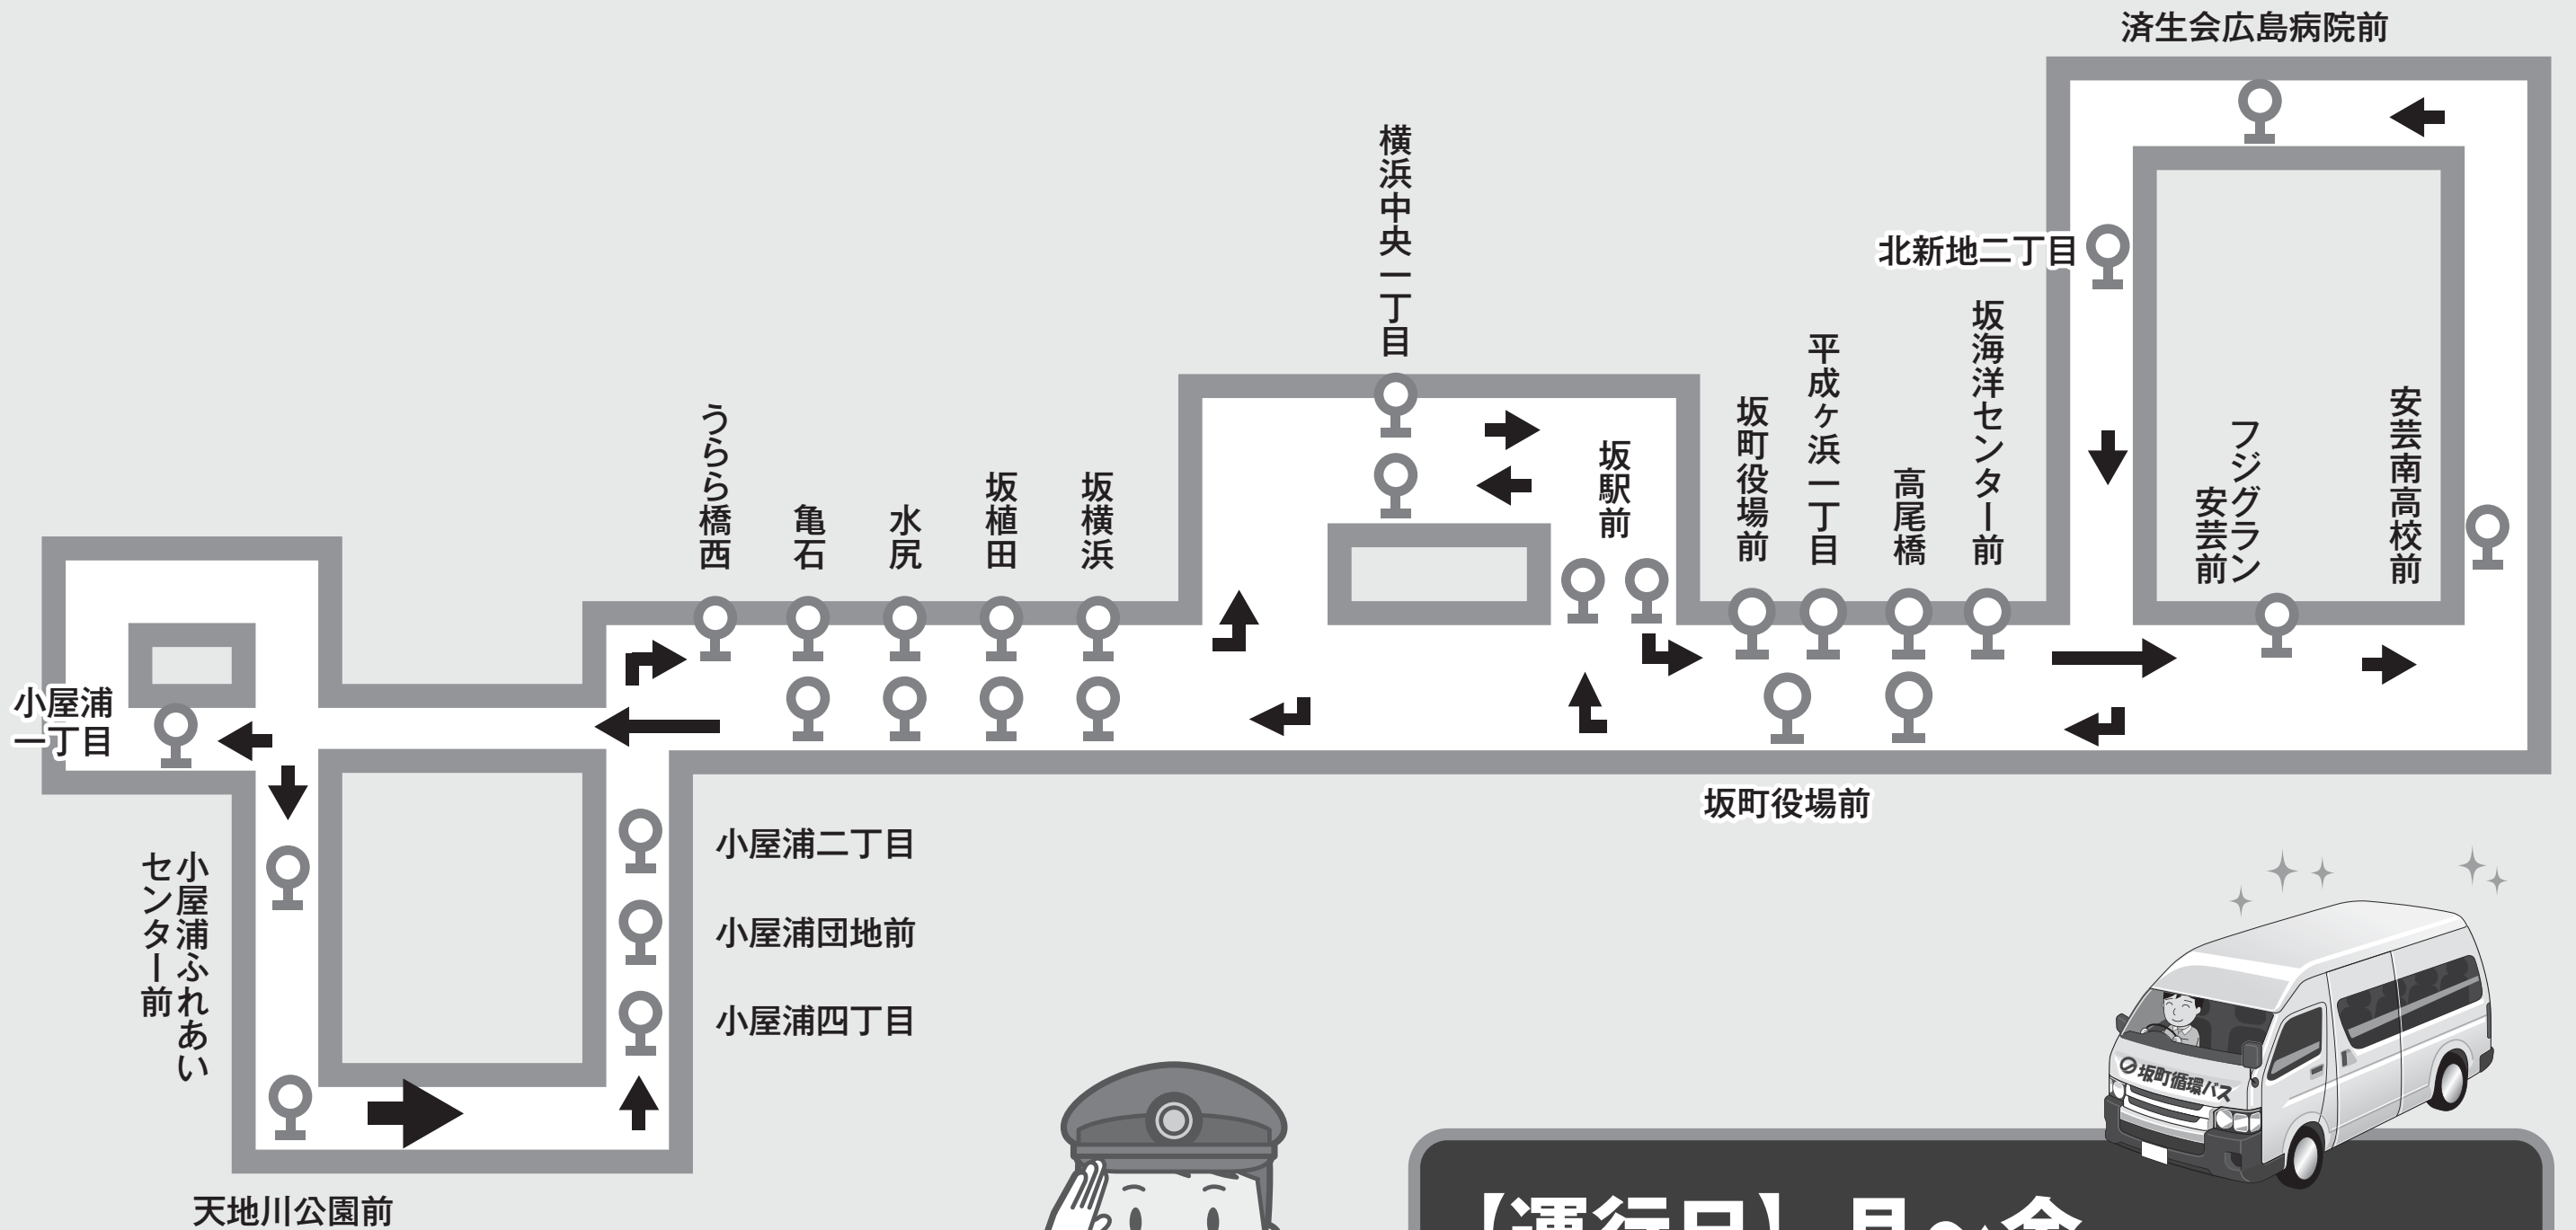 済生会広島病院前
横浜中央一丁目
北新地二丁目
坂海洋センター前
平成ヶ浜一丁目
坂町役場前
高尾橋
坂駅前
安芸南高校前
フジグラン
安芸前
うらら橋西
亀石
水尻
坂植田
坂横浜
小屋浦
一丁目
坂町役場前
小屋浦二丁目
小屋浦団地前
小屋浦四丁目
小屋浦ふれあい
センター前
天地川公園前
坂町循環バス
【運行日】月~金